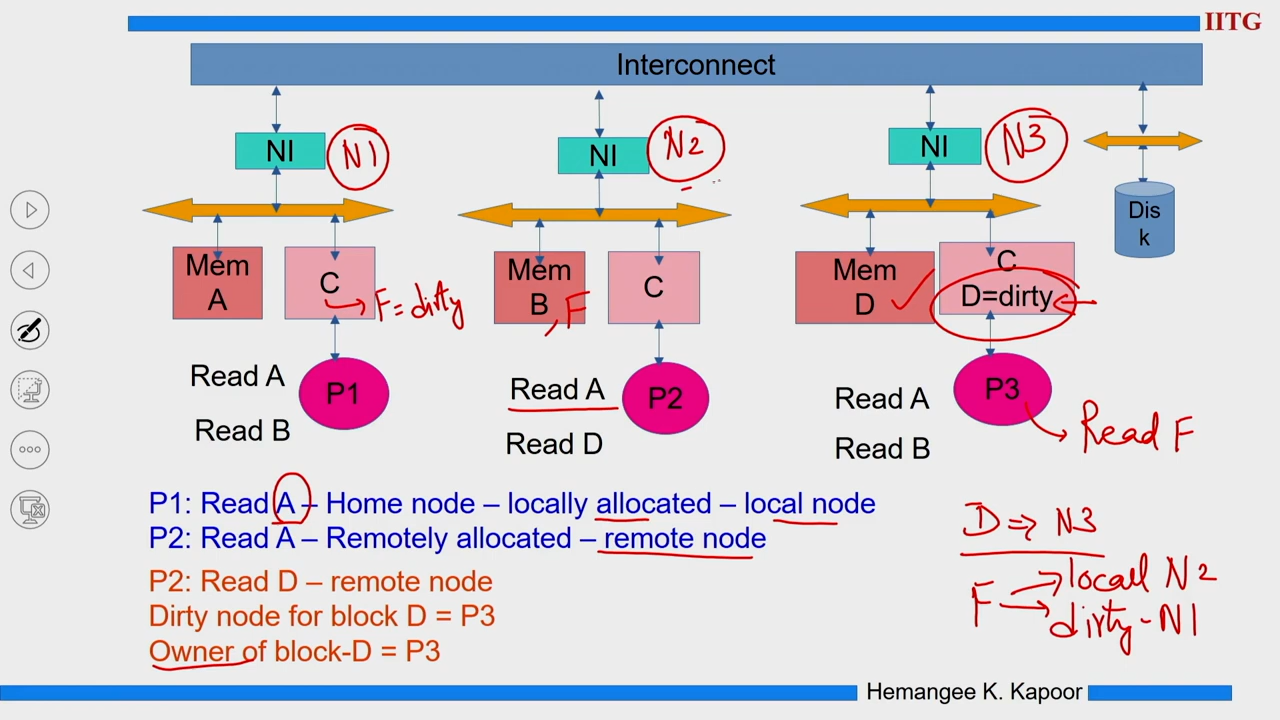 IITG
Interconnect
NI N1
NI N2
NI N3
Mem
A
C
F = dirty
Mem
B , F
C
Mem
D
C
D=dirty
Dis
k
Read A
Read B
P1
Read A
Read D
P2
Read A
Read B
P3
Read F
P1: Read A – Home node – locally allocated – local node
P2: Read A – Remotely allocated – remote node
P2: Read D – remote node
Dirty node for block D = P3
Owner of block-D = P3
D => N3
F locall N2
dirty - N1
Hemangee K. Kapoor